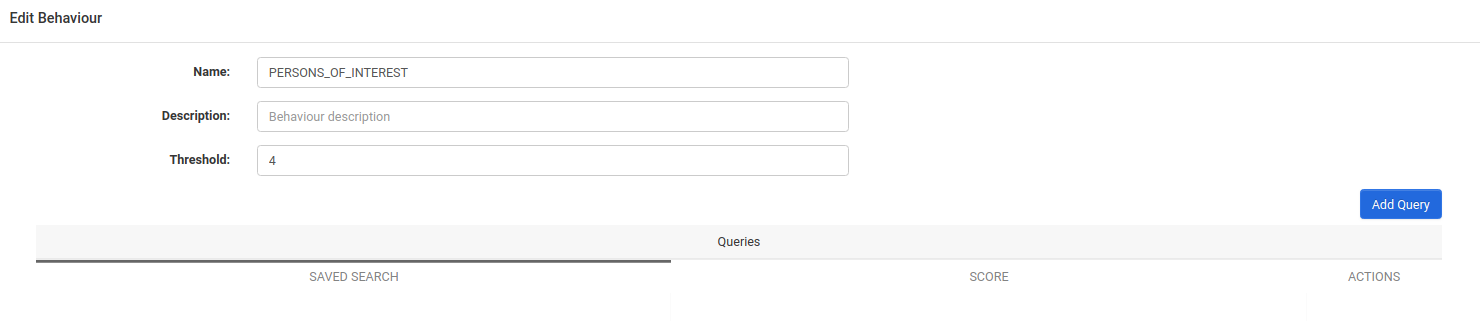 Edit Behaviour
Name: PERSONS_OF_INTEREST
Description: Behaviour description
Threshold: 4
Add Query
Queries
SAVED SEARCH SCORE ACTIONS